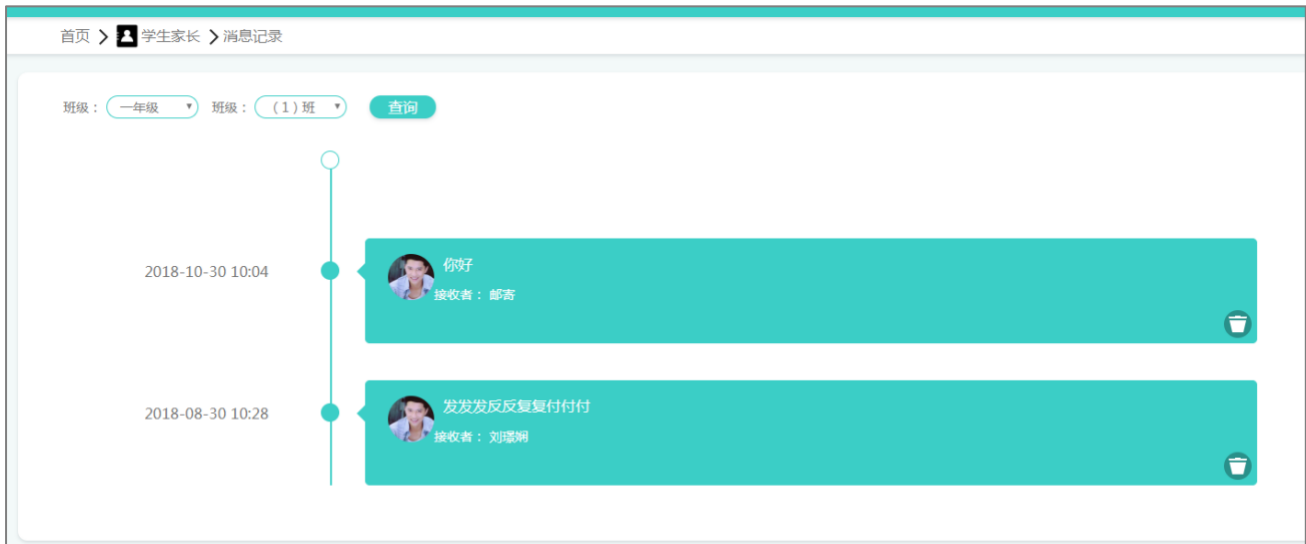 首页 学生家长 消息记录
班级： 一年级 班级： （1）班 查询
2018-10-30 10:04
你好
接收者： 邮寄
2018-08-30 10:28
发发发反反复复付付付
接收者： 刘璟娴